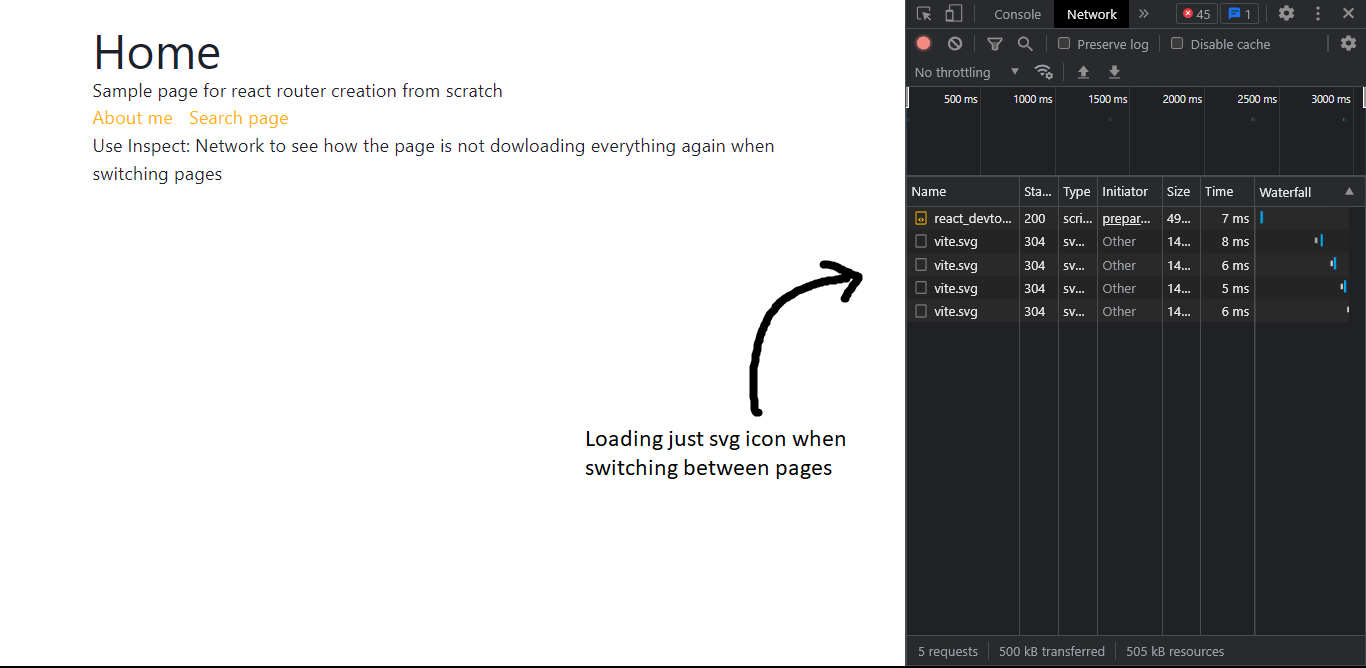 Home
Sample page for react router creation from scratch
About me Search page
Use Inspect: Network to see how the page is not dowloading everything again when
switching pages
Loading just svg icon when
switching between pages
Console Network 45 1
Preserve log Disable cache
No throttling
500 ms 1000 ms 1500 ms 2000 ms 2500 ms 3000 ms
Name Sta... Type Initiator Size Time Waterfall
react_devto... 200 scri... prepar... 49... 7 ms
vite.svg 304 sv... Other 14... 8 ms
vite.svg 304 sv... Other 14... 6 ms
vite.svg 304 sv... Other 14... 5 ms
vite.svg 304 sv... Other 14... 6 ms
5 requests 500 kB transferred 505 kB resources